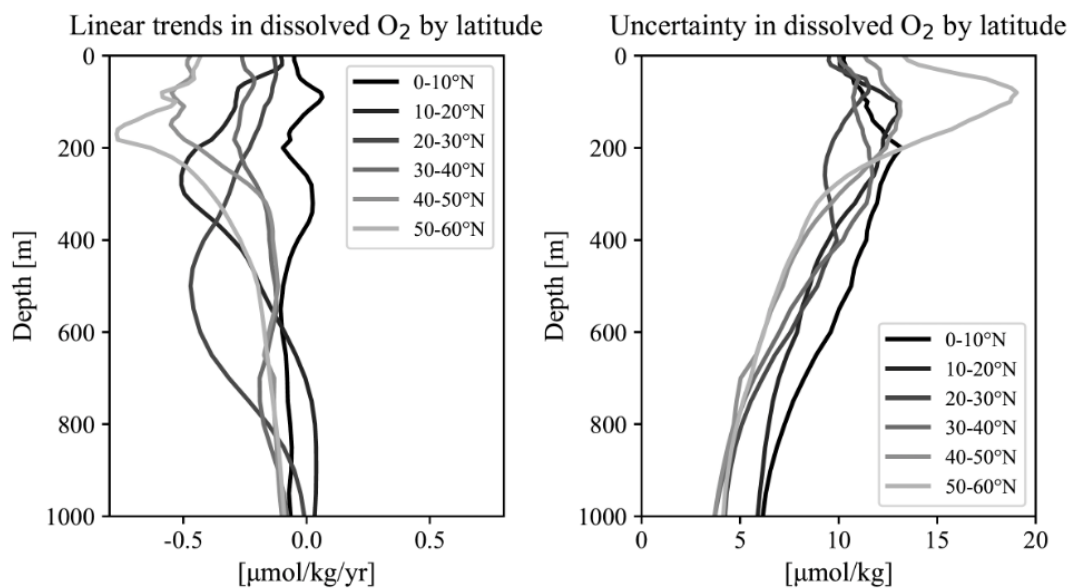 Linear trends in dissolved O₂ by latitude
0
200
400
600
800
1000
Depth [m]
-0.5
0.0
0.5
[μmol/kg/yr]
0-10°N
10-20°N
20-30°N
30-40°N
40-50°N
50-60°N
Uncertainty in dissolved O₂ by latitude
0
200
400
600
800
1000
Depth [m]
0
5
10
15
20
[μmol/kg]
0-10°N
10-20°N
20-30°N
30-40°N
40-50°N
50-60°N